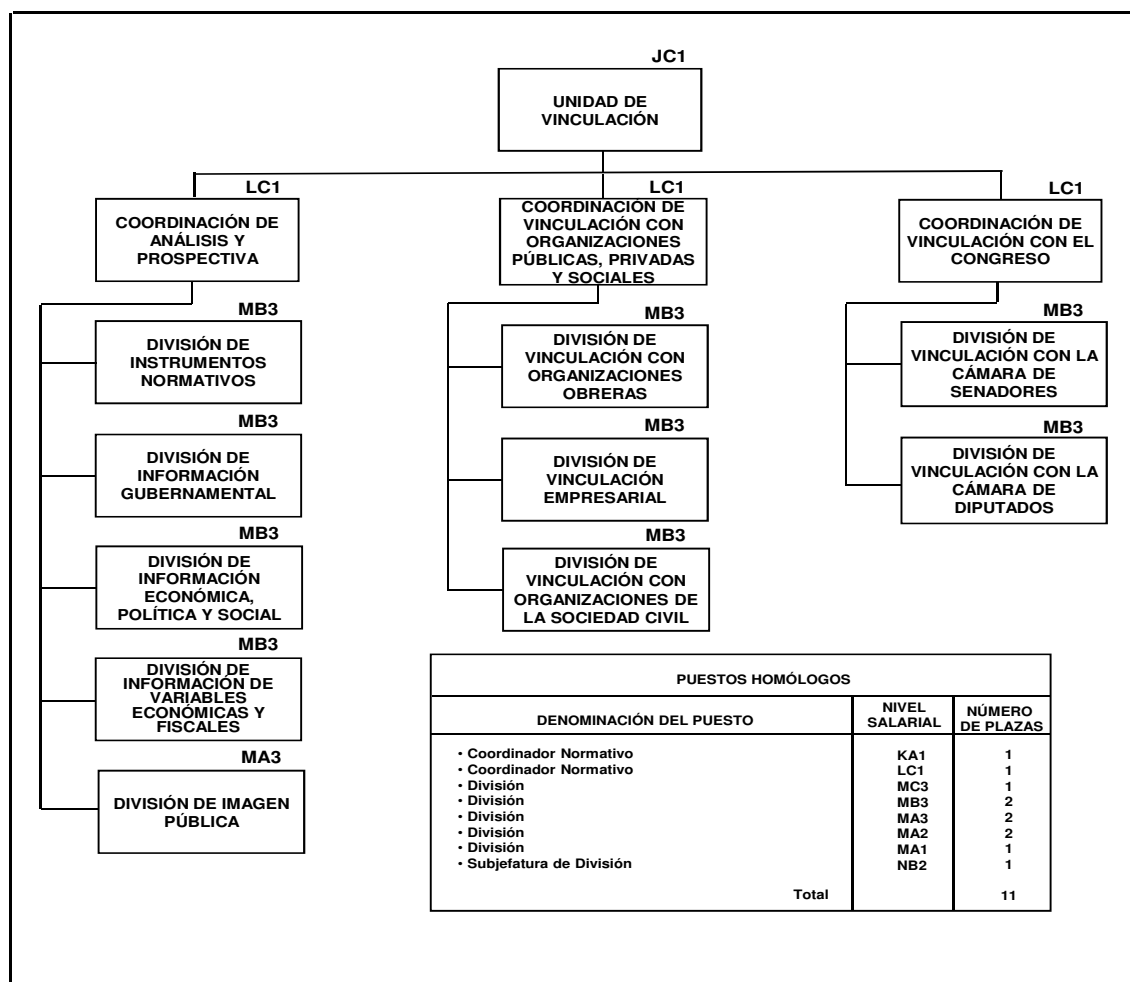 JC1
UNIDAD DE
VINCULACIÓN
LC1
COORDINACIÓN DE
ANÁLISIS Y
PROSPECTIVA
MB3
DIVISIÓN DE
INSTRUMENTOS
NORMATIVOS
MB3
DIVISIÓN DE
INFORMACIÓN
GUBERNAMENTAL
MB3
DIVISIÓN DE
INFORMACIÓN
ECONÓMICA,
POLÍTICA Y SOCIAL
MB3
DIVISIÓN DE
INFORMACIÓN DE
VARIABLES
ECONÓMICAS Y
FISCALES
MA3
DIVISIÓN DE IMAGEN
PÚBLICA
LC1
COORDINACIÓN DE
VINCULACIÓN CON
ORGANIZACIONES
PÚBLICAS, PRIVADAS
Y SOCIALES
MB3
DIVISIÓN DE
VINCULACIÓN CON
ORGANIZACIONES
OBRERAS
MB3
DIVISIÓN DE
VINCULACIÓN
EMPRESARIAL
MB3
DIVISIÓN DE
VINCULACIÓN CON
ORGANIZACIONES DE
LA SOCIEDAD CIVIL
LC1
COORDINACIÓN DE
VINCULACIÓN CON EL
CONGRESO
MB3
DIVISIÓN DE
VINCULACIÓN CON LA
CÁMARA DE
SENADORES
MB3
DIVISIÓN DE
VINCULACIÓN CON LA
CÁMARA DE
DIPUTADOS
PUESTOS HOMÓLOGOS
DENOMINACIÓN DEL PUESTO
NIVEL
SALARIAL
NÚMERO
DE PLAZAS
• Coordinador Normativo KA1 1
• Coordinador Normativo LC1 1
• División MC3 1
• División MB3 2
• División MA3 2
• División MA2 2
• División MA1 1
• Subjefatura de División NB2 1
Total 11